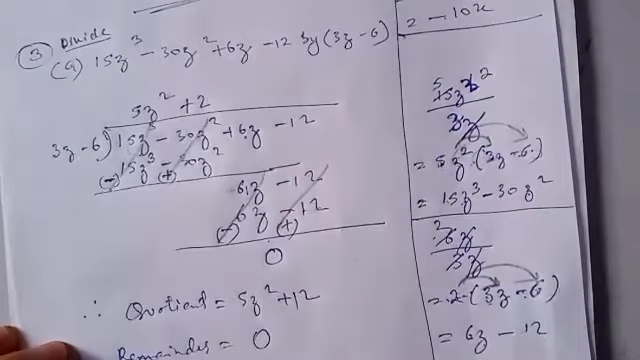 ③ Divide
(a) 15z³ - 30z² + 6z - 12 by (3z - 6)
5z² + 2
3z - 6) 15z³ - 30z² + 6z - 12
15z³ - 30z²
(-) (+)
6z - 12
6z - 12
(-) (+)
0
∴ Quotient = 5z² + 12
Remainder = 0
2 - 10x
5
15z³ ²
3z
= 5z² · (3z - 6)
= 15z³ - 30z²
2
6z
3z
= 2 · (3z - 6)
= 6z - 12